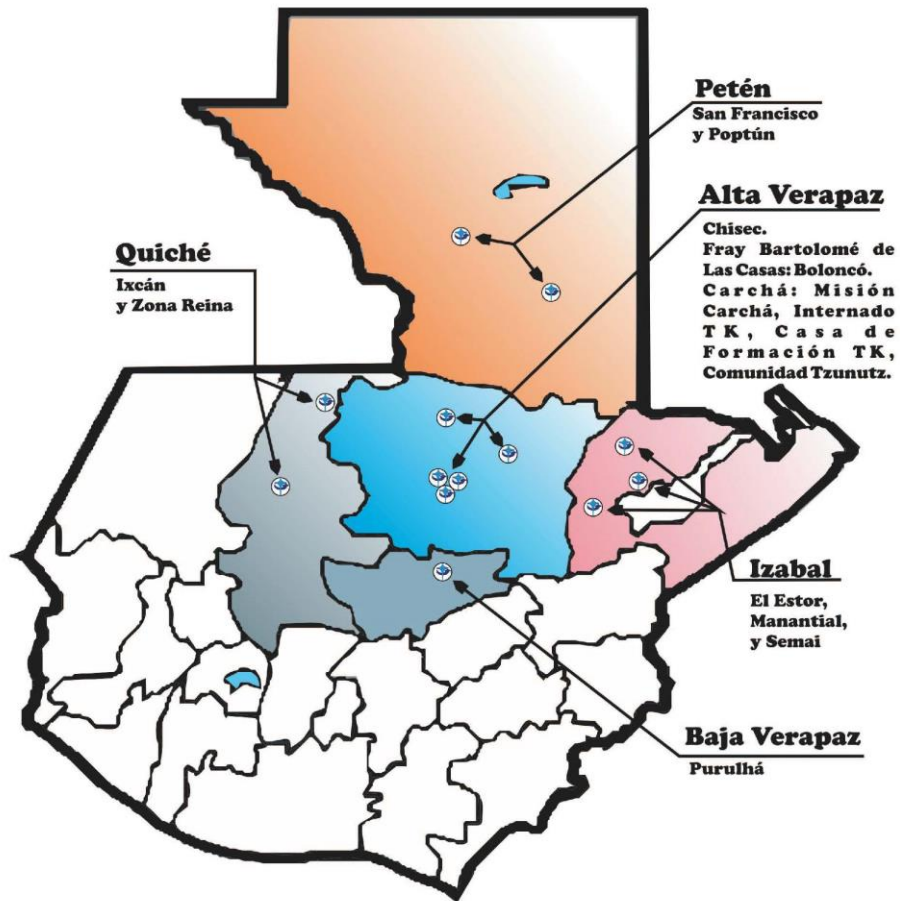 Petén
San Francisco
y Poptún
Alta Verapaz
Chisec.
Fray Bartolomé de
Las Casas: Boloncó.
Carchá: Misión
Carchá, Internado
TK, Casa de
Formación TK,
Comunidad Tzunutz.
Quiché
Ixcán
y Zona Reina
Izabal
El Estor,
Manantial,
y Semai
Baja Verapaz
Purulhá